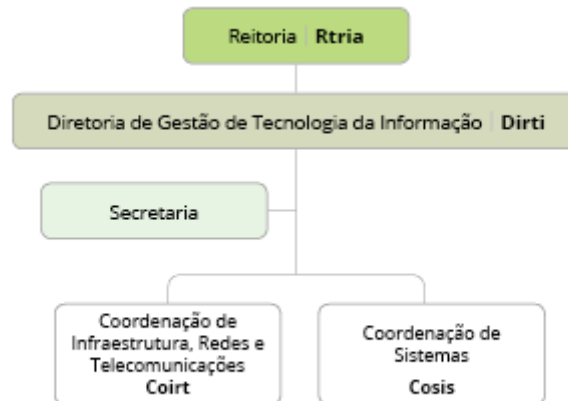 Reitoria | Rtria
Diretoria de Gestão de Tecnologia da Informação | Dirti
Secretaria
Coordenação de
Infraestrutura, Redes e
Telecomunicações
Coirt
Coordenação de
Sistemas
Cosis